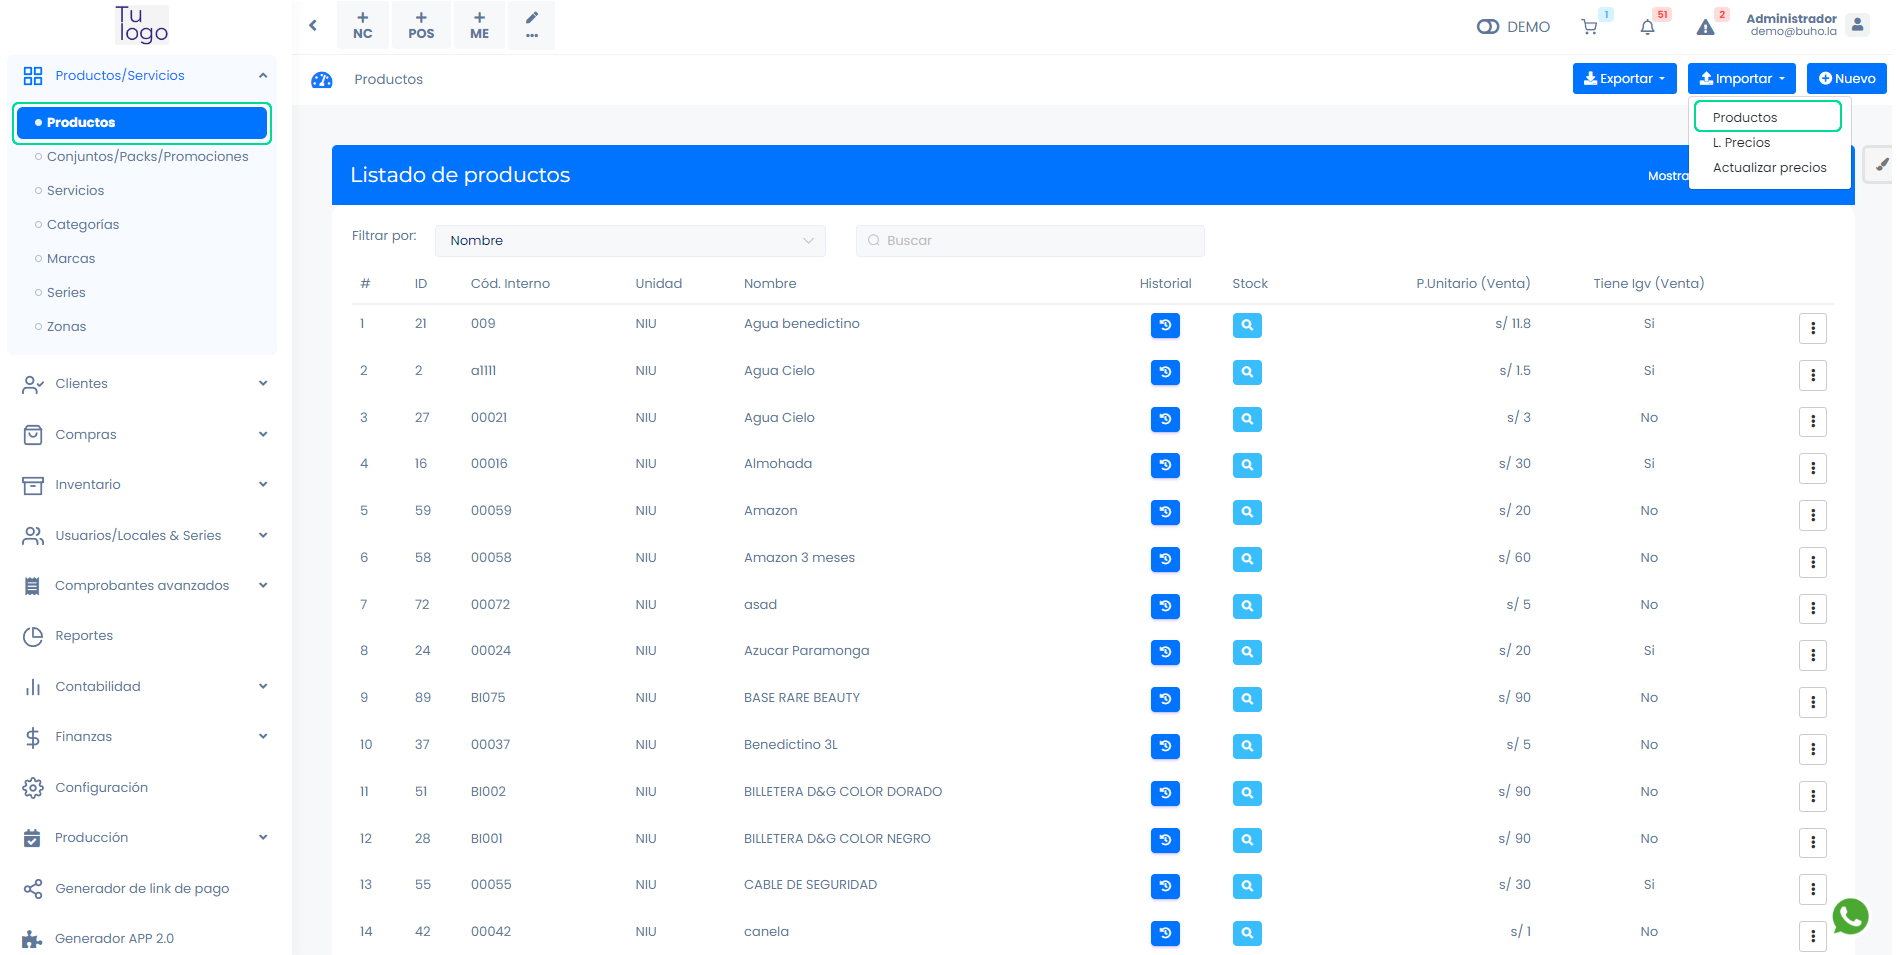 Tu
logo
Productos/Servicios
Productos
Conjuntos/Packs/Promociones
Servicios
Categorías
Marcas
Series
Zonas
Clientes
Compras
Inventario
Usuarios/Locales & Series
Comprobantes avanzados
Reportes
Contabilidad
Finanzas
Configuración
Producción
Generador de link de pago
Generador APP 2.0
NC
POS
ME
...
DEMO
1
51
2
Administrador
demo@buho.la
Productos
Exportar
Importar
Nuevo
Productos
L. Precios
Actualizar precios
Listado de productos
Mostra
Filtrar por:
Nombre
Buscar
# ID Cód. Interno Unidad Nombre Historial Stock P.Unitario (Venta) Tiene Igv (Venta)
1 21 009 NIU Agua benedictino s/ 11.8 Si
2 2 a1111 NIU Agua Cielo s/ 1.5 Si
3 27 00021 NIU Agua Cielo s/ 3 No
4 16 00016 NIU Almohada s/ 30 Si
5 59 00059 NIU Amazon s/ 20 No
6 58 00058 NIU Amazon 3 meses s/ 60 No
7 72 00072 NIU asad s/ 5 No
8 24 00024 NIU Azucar Paramonga s/ 20 Si
9 89 BI075 NIU BASE RARE BEAUTY s/ 90 No
10 37 00037 NIU Benedictino 3L s/ 5 No
11 51 BI002 NIU BILLETERA D&G COLOR DORADO s/ 90 No
12 28 BI001 NIU BILLETERA D&G COLOR NEGRO s/ 90 No
13 55 00055 NIU CABLE DE SEGURIDAD s/ 30 Si
14 42 00042 NIU canela s/ 1 No